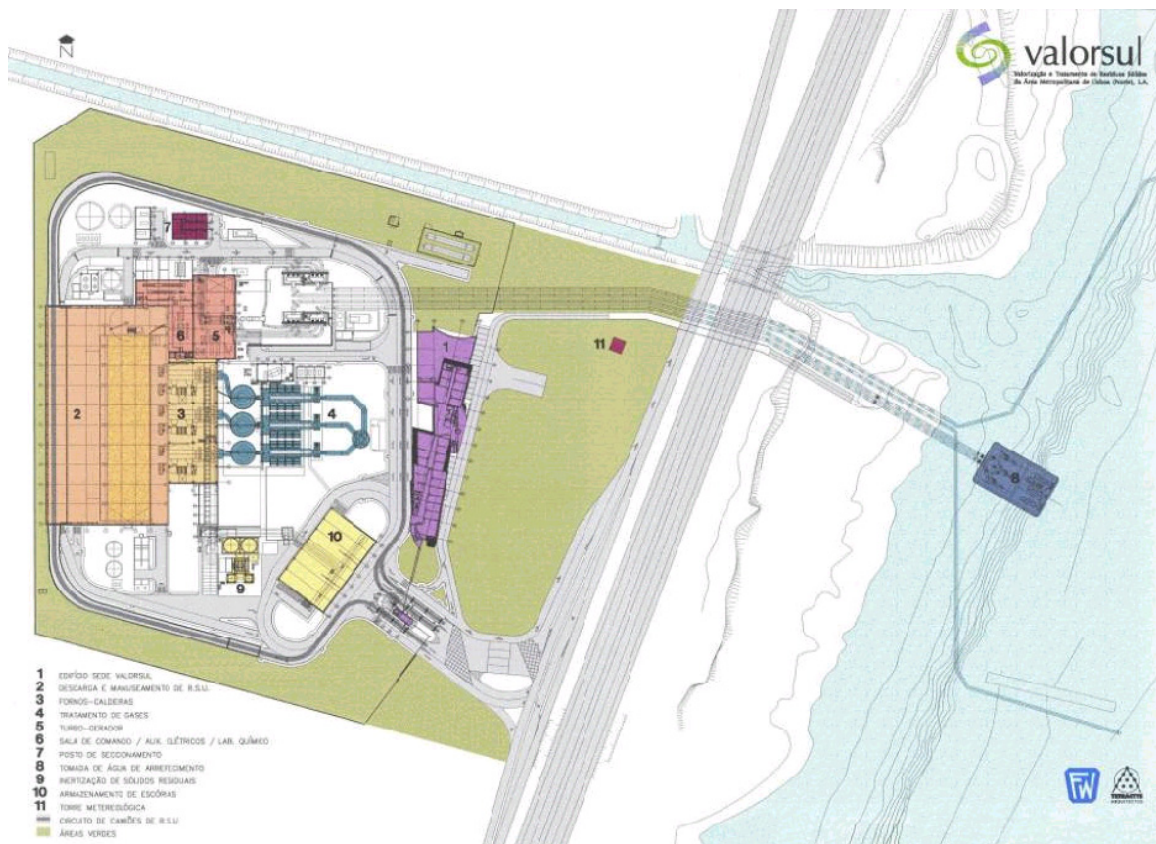 N
valorsul
Valorização e Tratamento de Resíduos Sólidos
da Área Metropolitana de Lisboa (Norte), S.A.
7
6
5
1
11
2
3
4
8
10
9
1 EDIFÍCIO SEDE VALORSUL
2 DESCARGA E MANUSEAMENTO DE R.S.U.
3 FORNOS-CALDEIRAS
4 TRATAMENTO DE GASES
5 TURBO-GERADOR
6 SALA DE COMANDO / AUX. ELÉTRICOS / LAB. QUÍMICO
7 POSTO DE SECCIONAMENTO
8 TOMADA DE ÁGUA DE ARREFECIMENTO
9 INERTIZAÇÃO DE SÓLIDOS RESIDUAIS
10 ARMAZENAMENTO DE ESCÓRIAS
11 TORRE METEREOLÓGICA
CIRCUITO DE CAMIÕES DE R.S.U
ÁREAS VERDES
FW
ARQUITECTOS